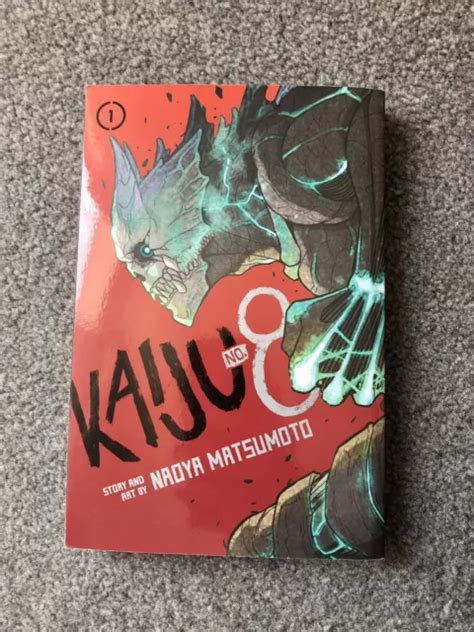 1
KAIJU NO. 8
STORY AND
ART BY NAOYA MATSUMOTO